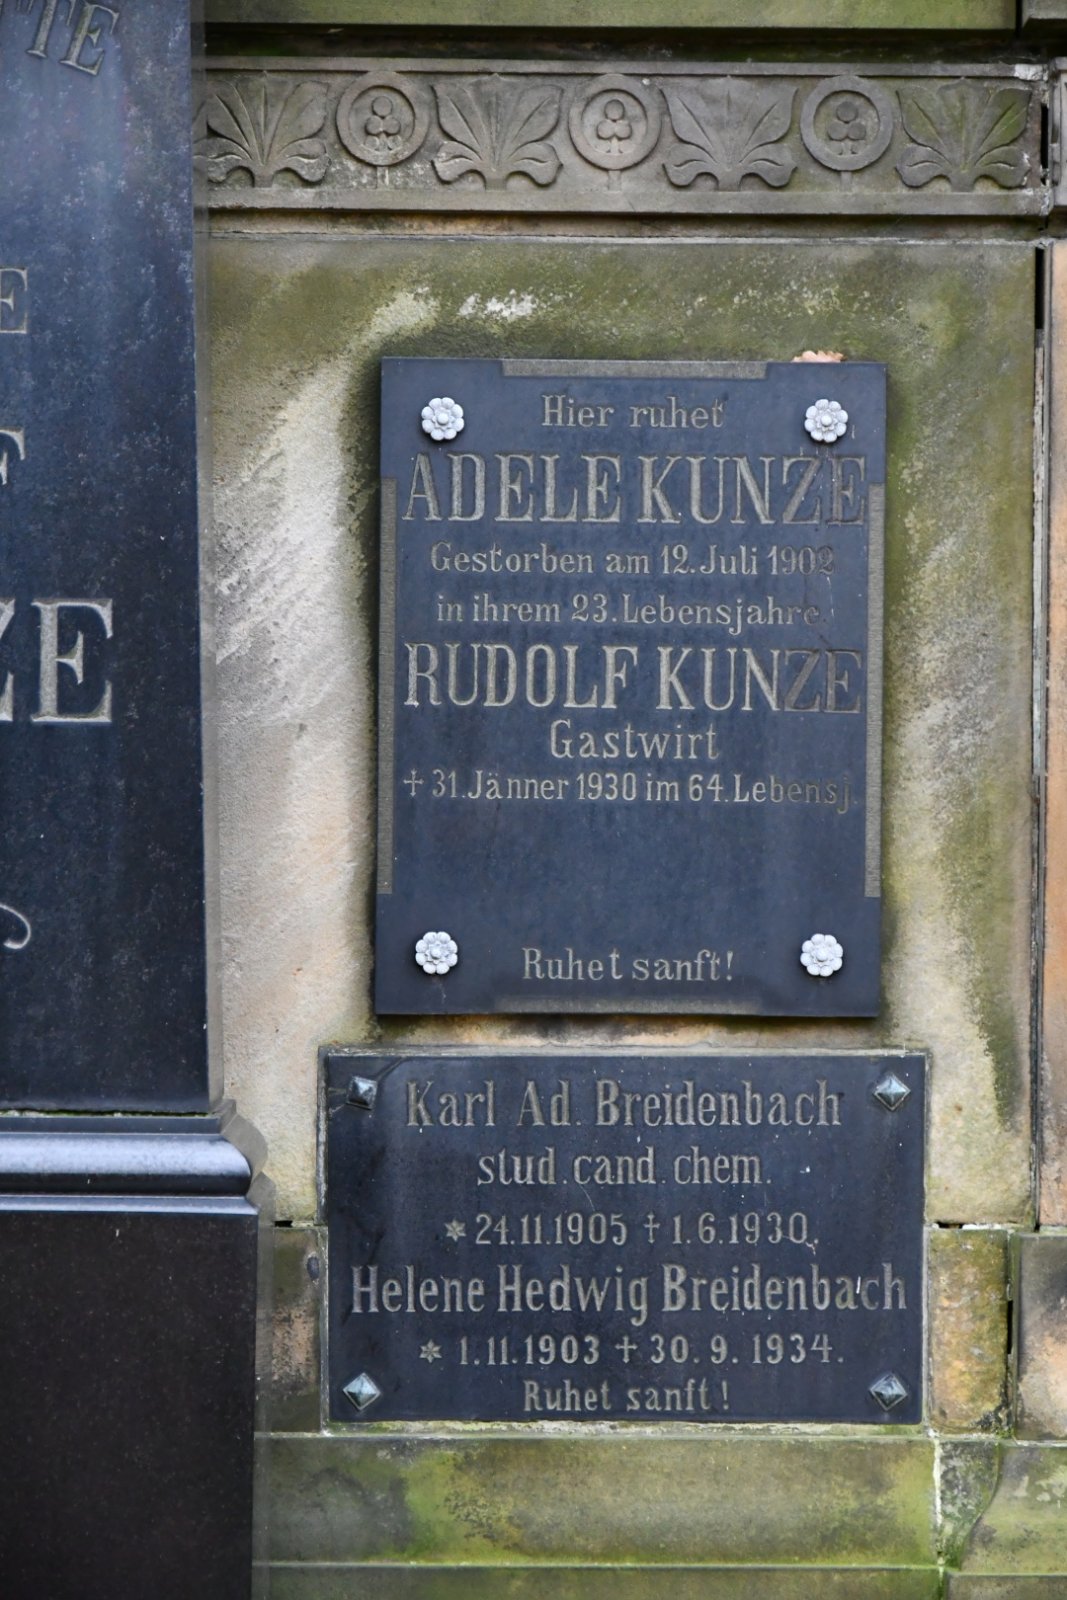 Hier ruhet
ADELE KUNZE
Gestorben am 12. Juli 1902
in ihrem 23. Lebensjahre.
RUDOLF KUNZE
Gastwirt
+ 31. Jänner 1930 im 64. Lebensj.
Ruhet sanft!
Karl Ad. Breidenbach
stud. cand. chem.
* 24.11.1905 † 1.6.1930.
Helene Hedwig Breidenbach
* 1.11.1903 † 30.9.1934.
Ruhet sanft!